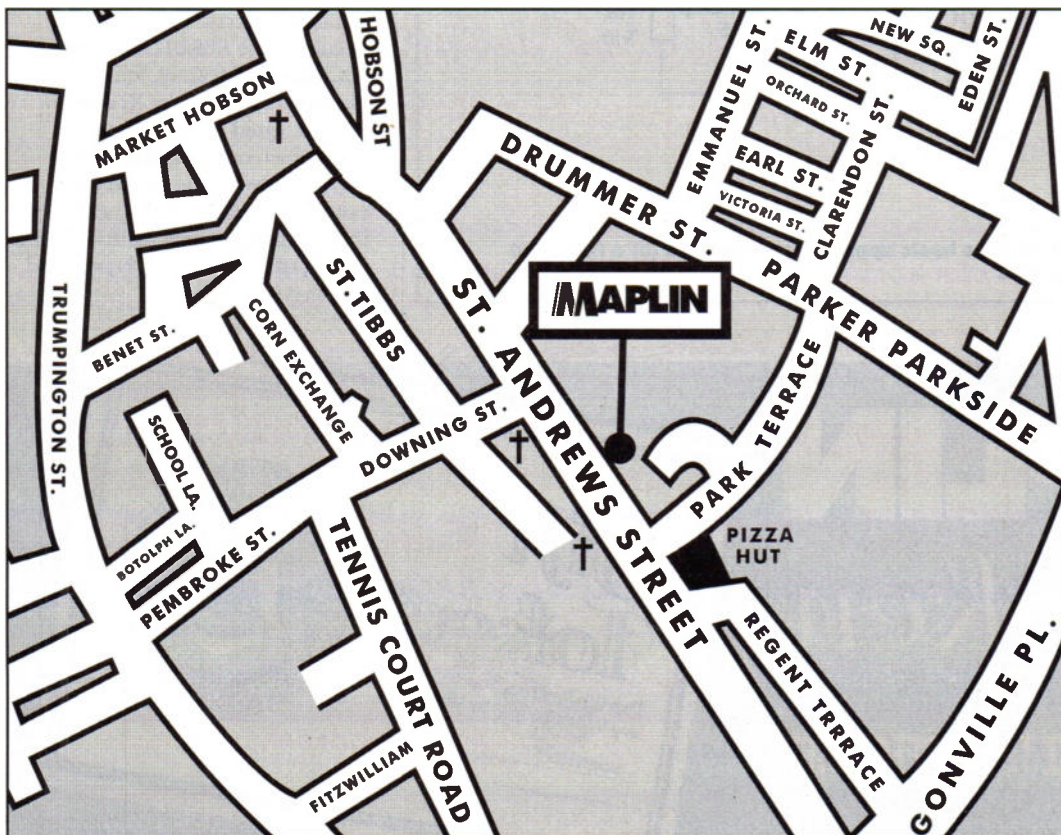 HOBSON ST
MARKET HOBSON
EMMANUEL ST.
ELM ST.
NEW SQ.
EDEN ST.
ORCHARD ST.
EARL ST.
VICTORIA ST.
CLARENDON ST.
DRUMMER ST.
PARKER PARKSIDE
TRUMPINGTON ST.
BENET ST.
CORN EXCHANGE
ST. TIBBS
ST. ANDREWS STREET
MAPLIN
PARK TERRACE
SCHOOL LA.
DOWNING ST.
BOTOLPH LA.
PEMBROKE ST.
TENNIS COURT ROAD
PIZZA
HUT
REGENT TRRRACE
GONVILLE PL.
FITZWILLIAM